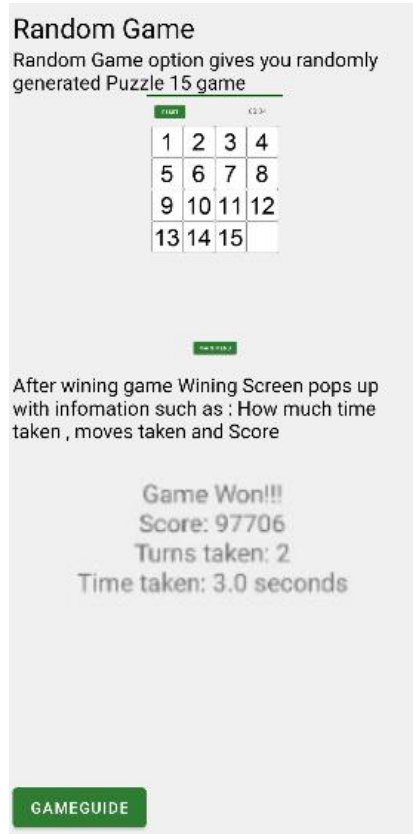 Random Game
Random Game option gives you randomly
generated Puzzle 15 game
START
1 2 3 4
5 6 7 8
9 10 11 12
13 14 15
MAIN MENU
After wining game Wining Screen pops up
with infomation such as : How much time
taken , moves taken and Score
Game Won!!!
Score: 97706
Turns taken: 2
Time taken: 3.0 seconds
GAMEGUIDE